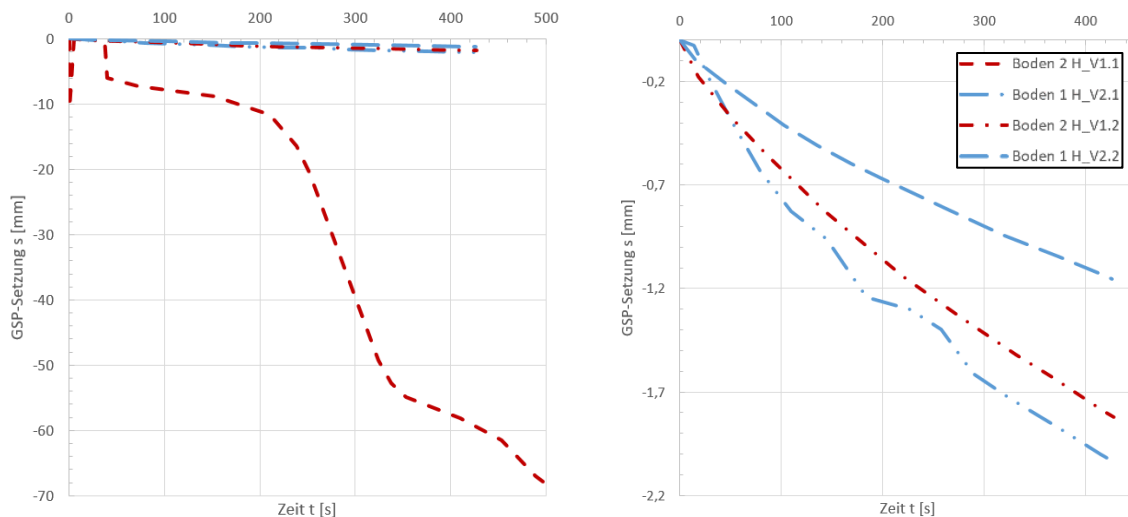 0 100 200 300 400 500
0
-10
-20
-30
-40
-50
-60
-70
GSP-Setzung s [mm]
Zeit t [s]
0 100 200 300 400
-0,2
-0,7
-1,2
-1,7
-2,2
GSP-Setzung s [mm]
Zeit t [s]
Boden 2 H_V1.1
Boden 1 H_V2.1
Boden 2 H_V1.2
Boden 1 H_V2.2